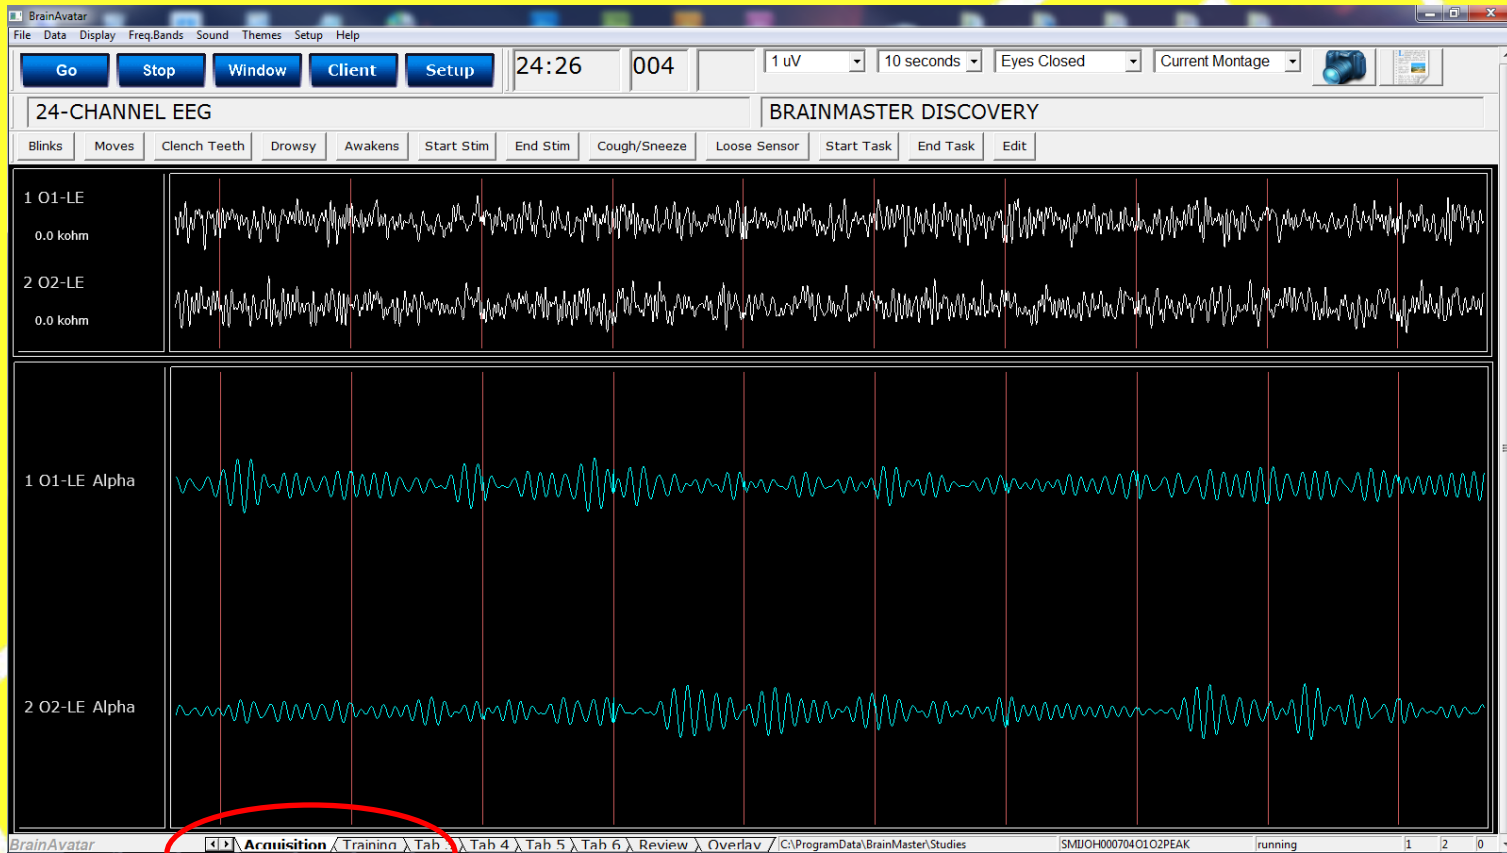 BrainAvatar
File Data Display Freq.Bands Sound Themes Setup Help
Go Stop Window Client Setup 24:26 004 1 uV 10 seconds Eyes Closed Current Montage
24-CHANNEL EEG BRAINMASTER DISCOVERY
Blinks Moves Clench Teeth Drowsy Awakens Start Stim End Stim Cough/Sneeze Loose Sensor Start Task End Task Edit
1 O1-LE
0.0 kohm
2 O2-LE
0.0 kohm
1 O1-LE Alpha
2 O2-LE Alpha
BrainAvatar Acquisition Training Tab Tab 4 Tab 5 Tab 6 Review Overlay C:\ProgramData\BrainMaster\Studies SMIJOH000704O1O2PEAK running 1 2 0